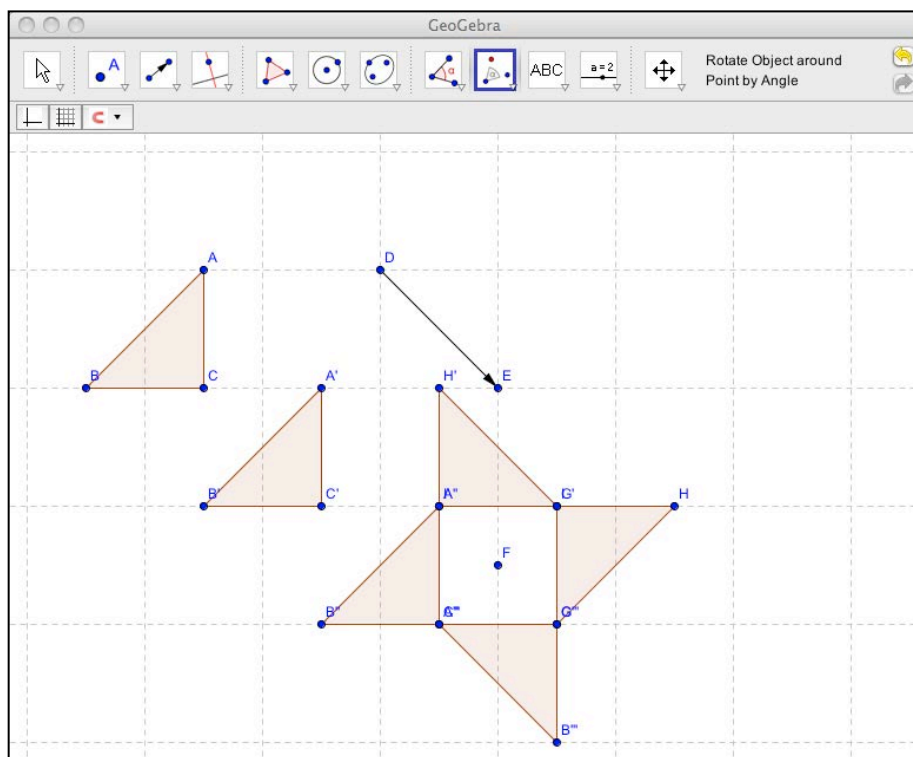 GeoGebra
A
ABC
a = 2
Rotate Object around
Point by Angle
A
D
B
C
A'
H'
E
B'
C'
G'
H
F
B"
B'''